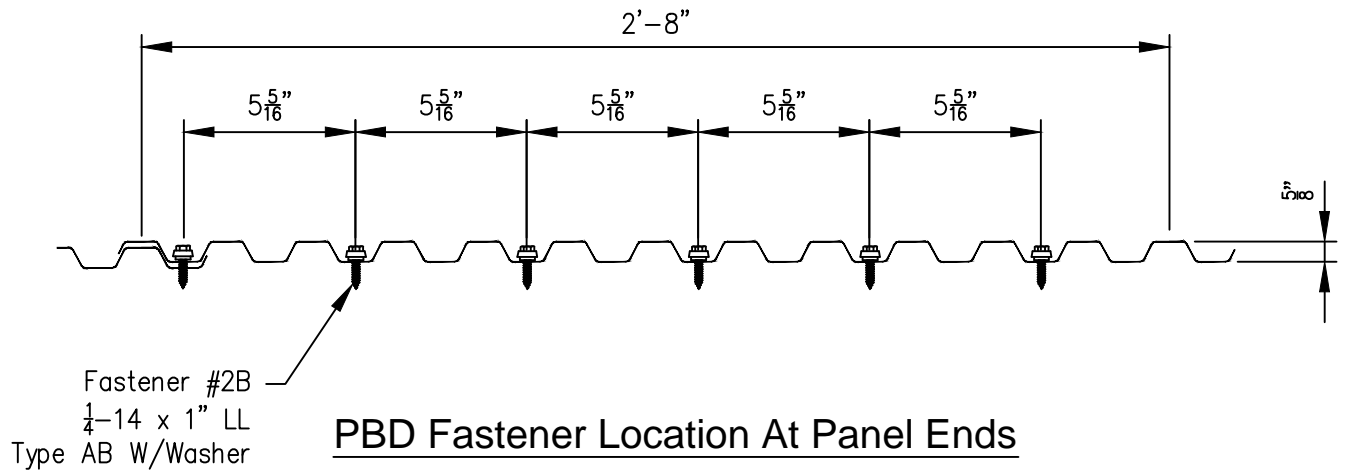 2'-8"
5 5/16" 5 5/16" 5 5/16" 5 5/16" 5 5/16"
5/8"
Fastener #2B
1/4-14 x 1" LL
Type AB W/Washer
PBD Fastener Location At Panel Ends